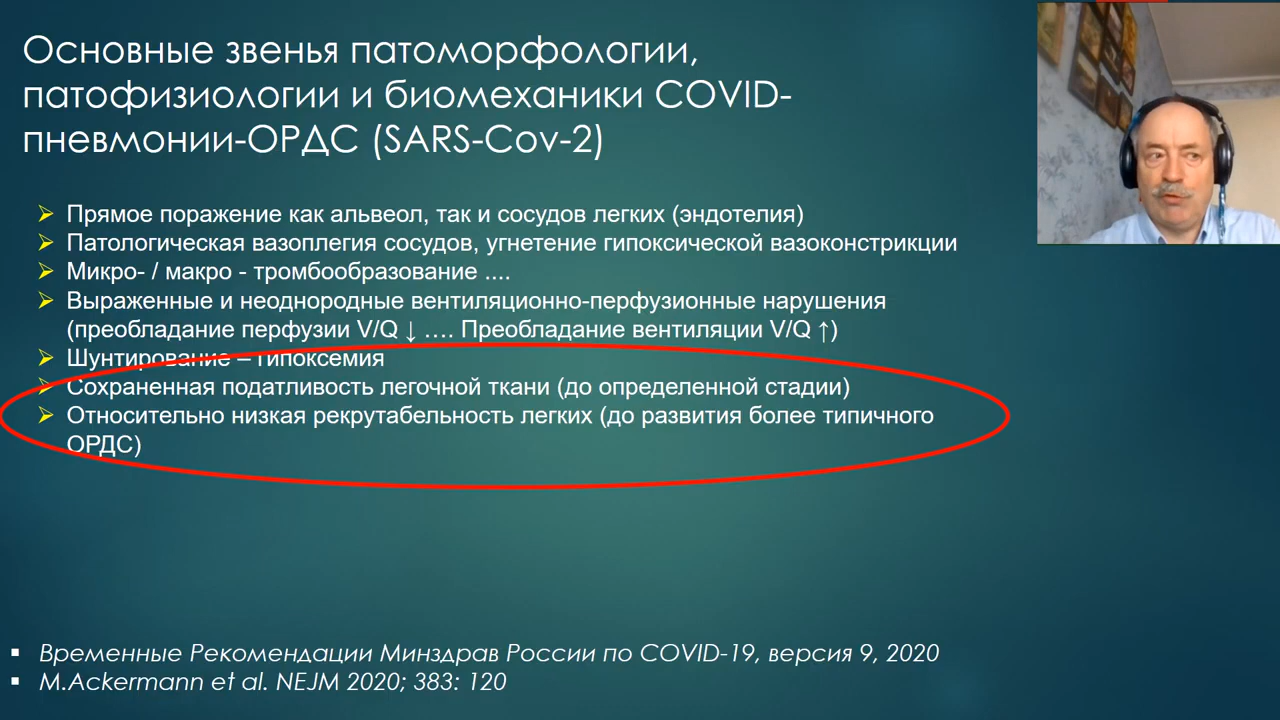 Основные звенья патоморфологии,
патофизиологии и биомеханики COVID-
пневмонии-ОРДС (SARS-Cov-2)
Прямое поражение как альвеол, так и сосудов легких (эндотелия)
Патологическая вазоплегия сосудов, угнетение гипоксической вазоконстрикции
Микро- / макро - тромбообразование ....
Выраженные и неоднородные вентиляционно-перфузионные нарушения
(преобладание перфузии V/Q ↓ …. Преобладание вентиляции V/Q ↑)
Шунтирование – гипоксемия
Сохраненная податливость легочной ткани (до определенной стадии)
Относительно низкая рекрутабельность легких (до развития более типичного
ОРДС)
Временные Рекомендации Минздрав России по COVID-19, версия 9, 2020
M.Ackermann et al. NEJM 2020; 383: 120